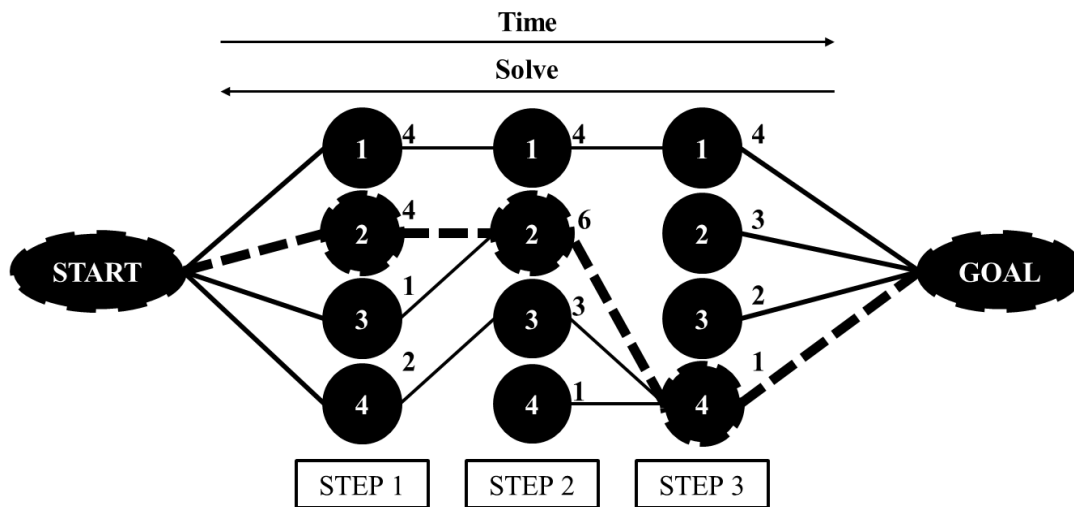 Time
Solve
1 4 1 4 1 4
2 4 2 6 2 3
START GOAL
3 1 3 3 3 2
4 2 4 1 4 1
STEP 1 STEP 2 STEP 3